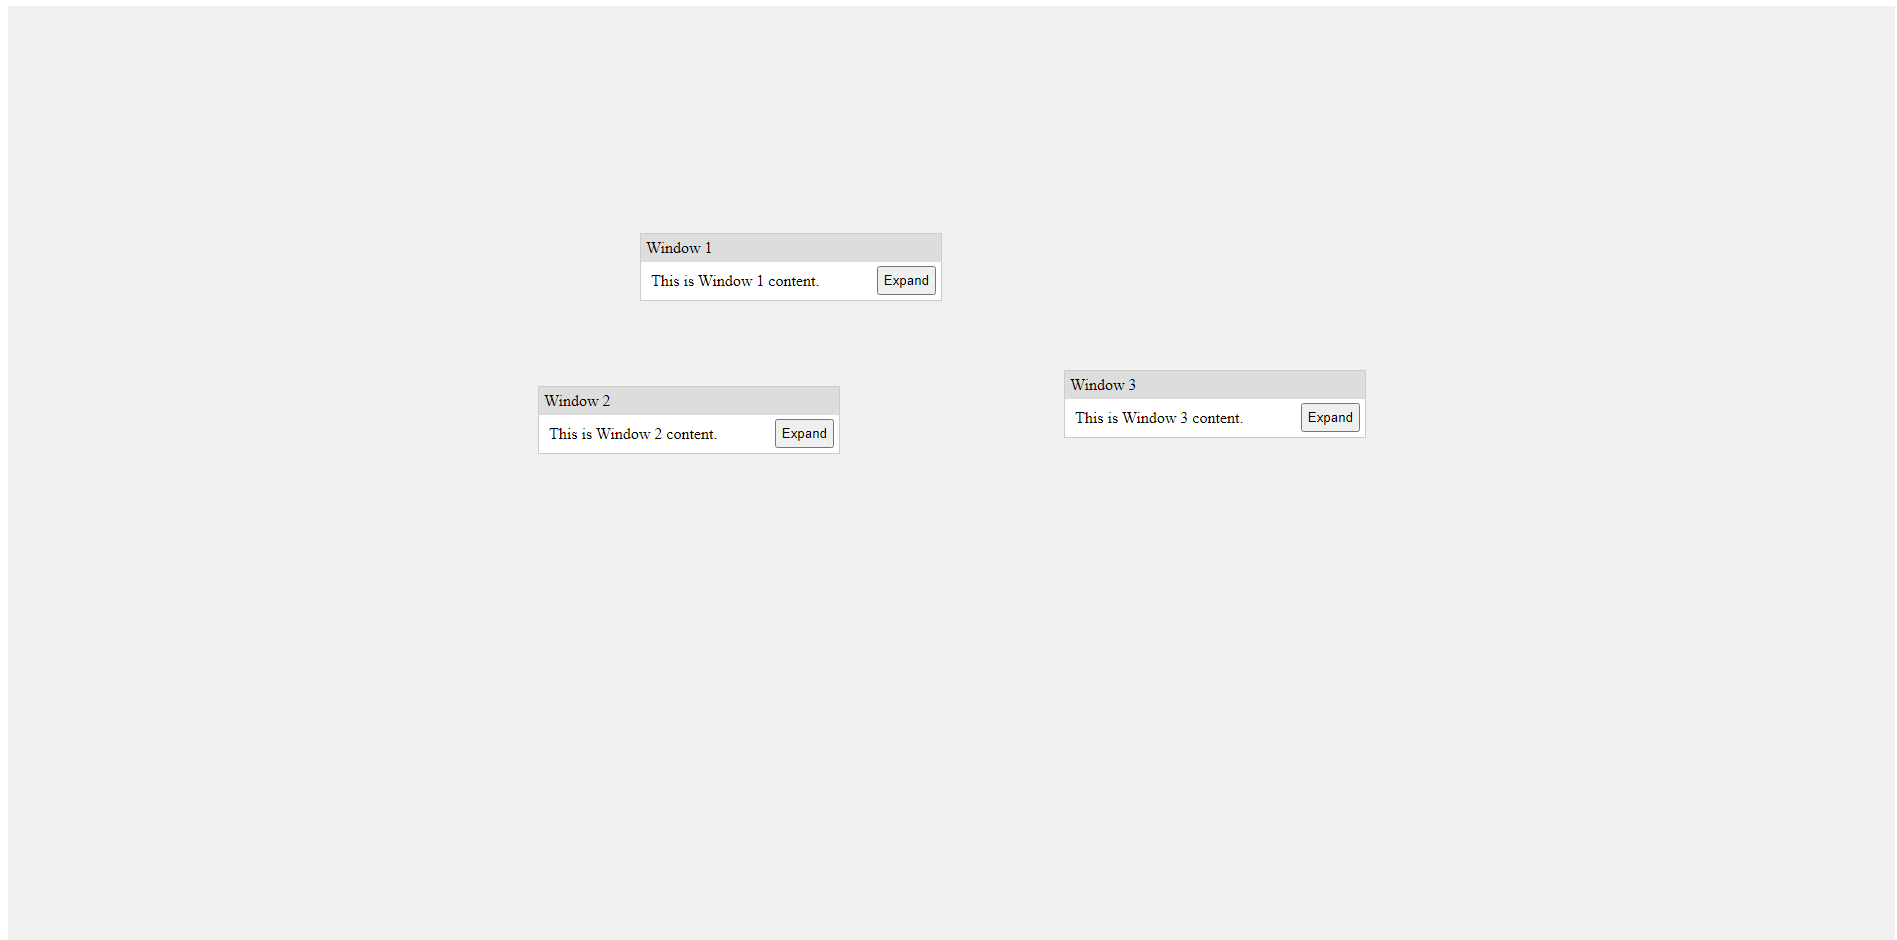 Window 1
This is Window 1 content.
Expand
Window 2
This is Window 2 content.
Expand
Window 3
This is Window 3 content.
Expand